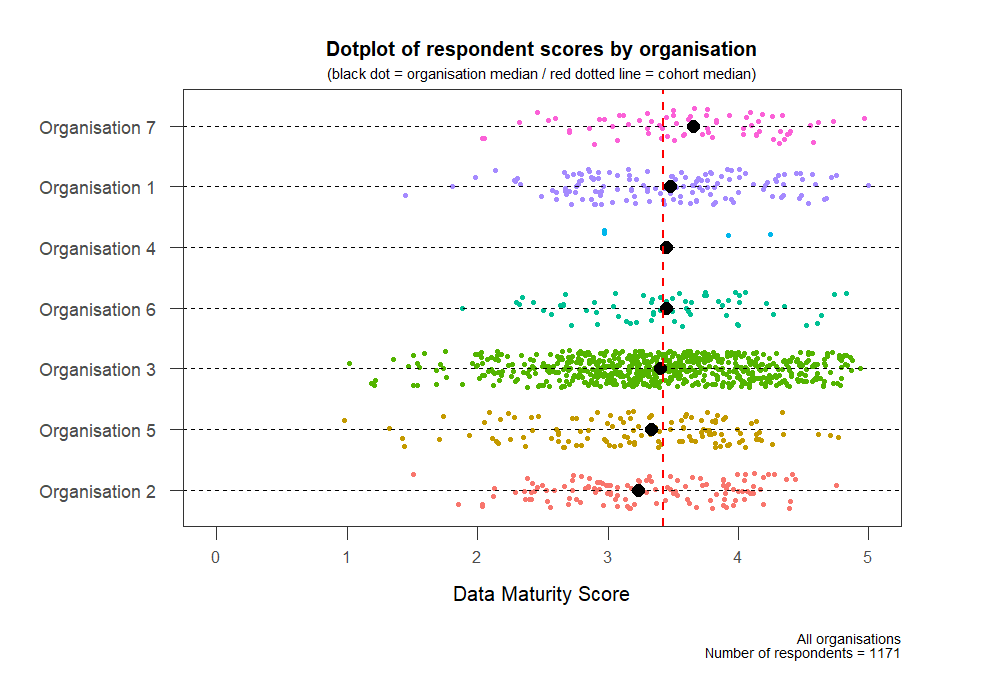 Dotplot of respondent scores by organisation
(black dot = organisation median / red dotted line = cohort median)
Organisation 7
Organisation 1
Organisation 4
Organisation 6
Organisation 3
Organisation 5
Organisation 2
0 1 2 3 4 5
Data Maturity Score
All organisations
Number of respondents = 1171